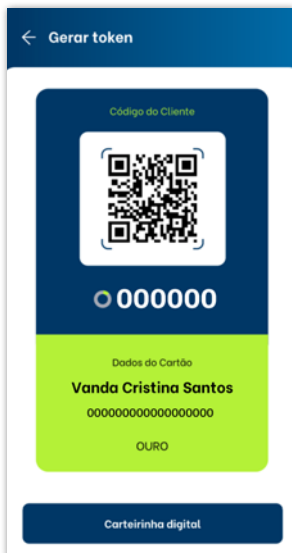 Gerar token
Código do Cliente
000000
Dados do Cartão
Vanda Cristina Santos
000000000000000000
OURO
Carteirinha digital